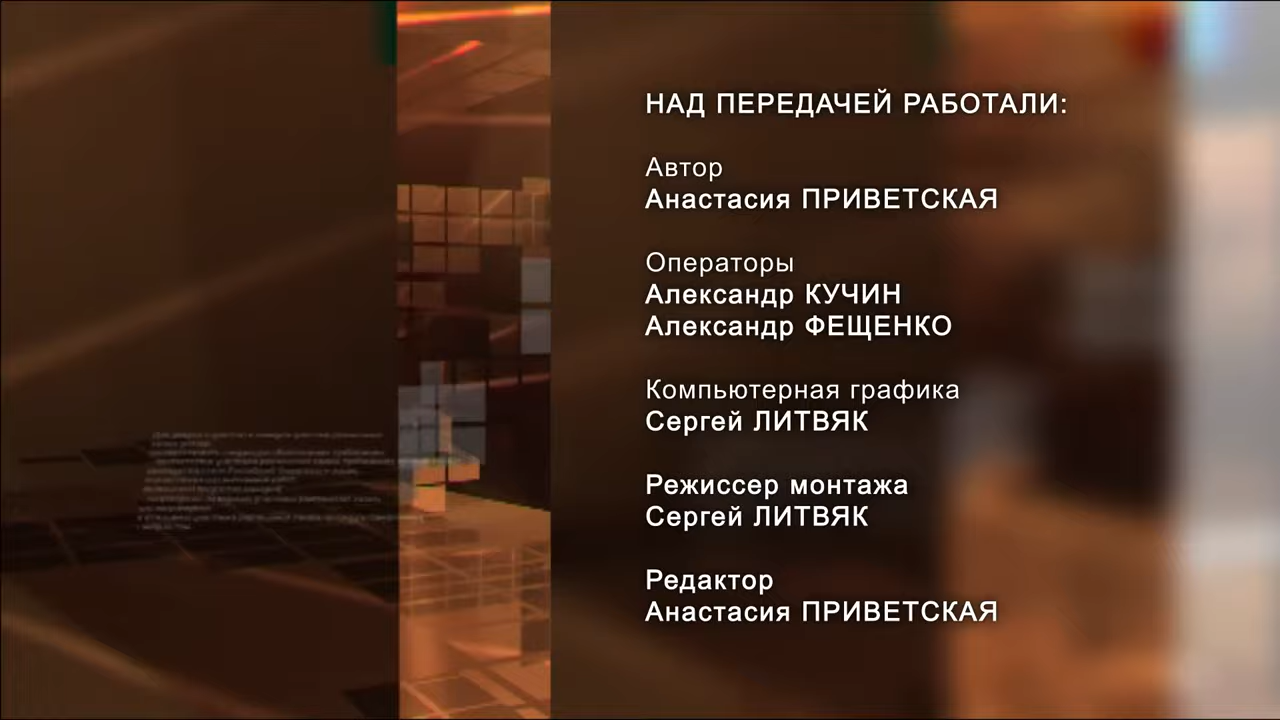 НАД ПЕРЕДАЧЕЙ РАБОТАЛИ:
Автор
Анастасия ПРИВЕТСКАЯ
Операторы
Александр КУЧИН
Александр ФЕЩЕНКО
Компьютерная графика
Сергей ЛИТВЯК
Режиссер монтажа
Сергей ЛИТВЯК
Редактор
Анастасия ПРИВЕТСКАЯ